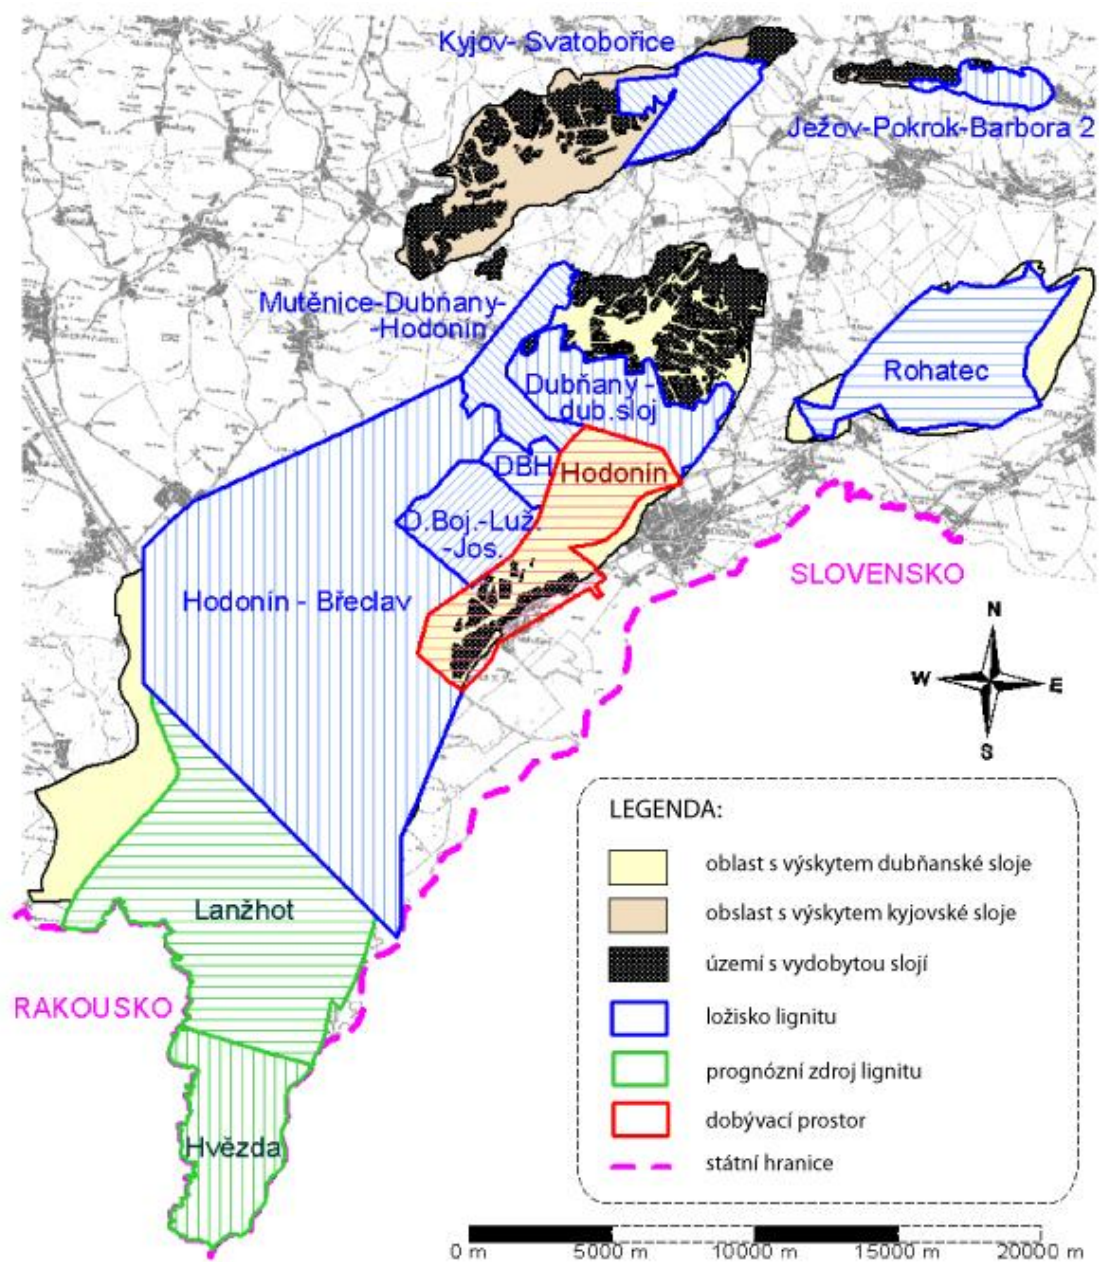 Kyjov- Svatobořice
Ježov-Pokrok-Barbora 2
Mutěnice-Dubňany-
-Hodonín
Dubňany -
dub.sloj
Rohatec
DBH
Hodonín
D.Boj.-Luž.
-Jos.
SLOVENSKO
Hodonín - Břeclav
N
W
E
S
Lanžhot
RAKOUSKO
Hvězda
LEGENDA:
oblast s výskytem dubňanské sloje
obslast s výskytem kyjovské sloje
území s vydobytou slojí
ložisko lignitu
prognózní zdroj lignitu
dobývací prostor
státní hranice
0 m 5000 m 10000 m 15000 m 20000 m